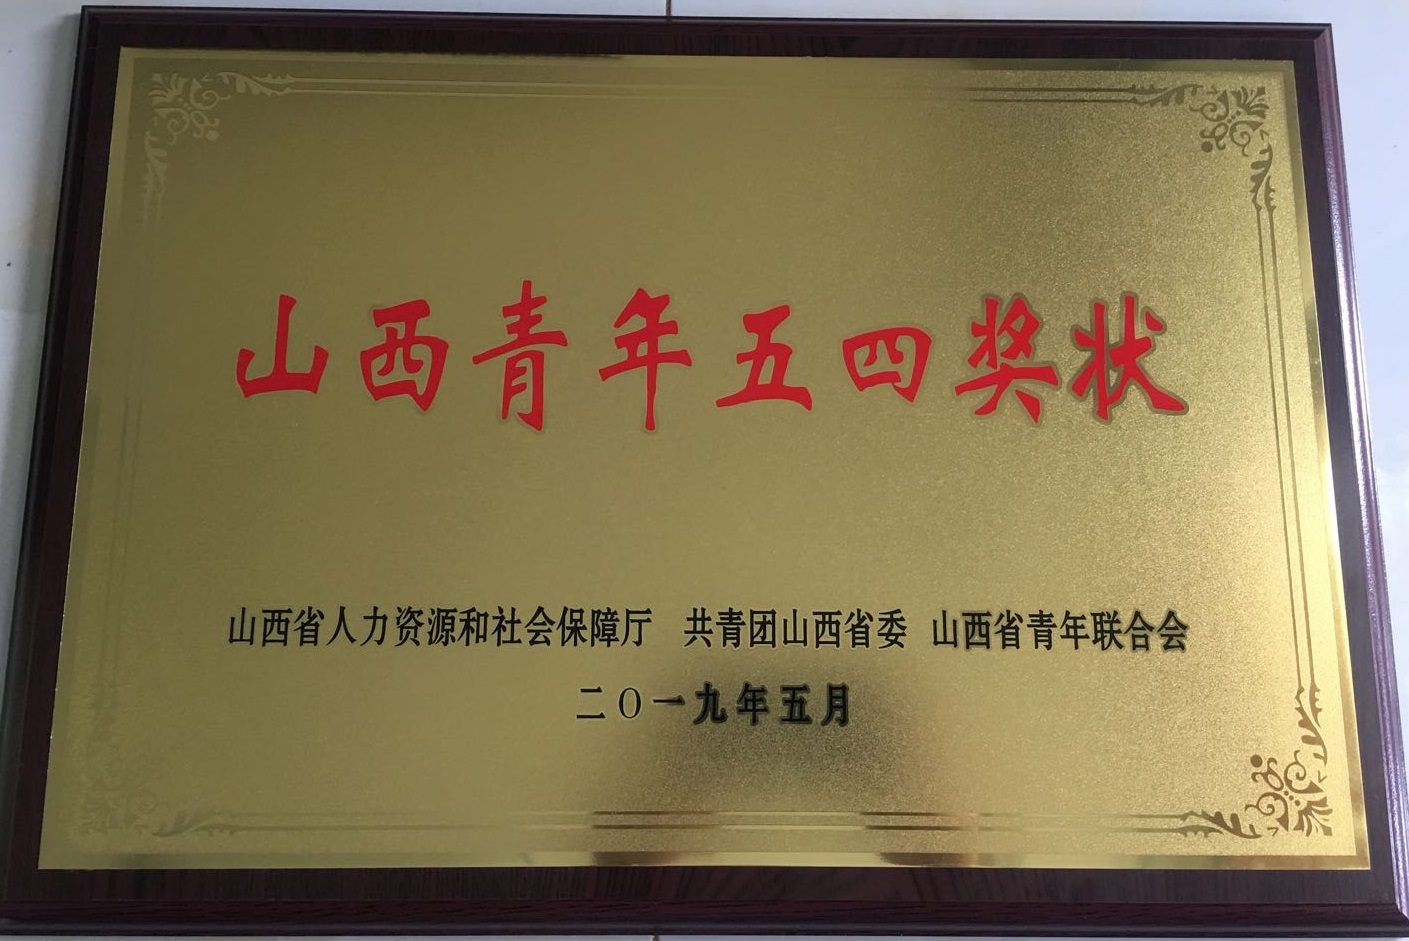 山西青年五四奖状
山西省人力资源和社会保障厅 共青团山西省委 山西省青年联合会
二〇一九年五月